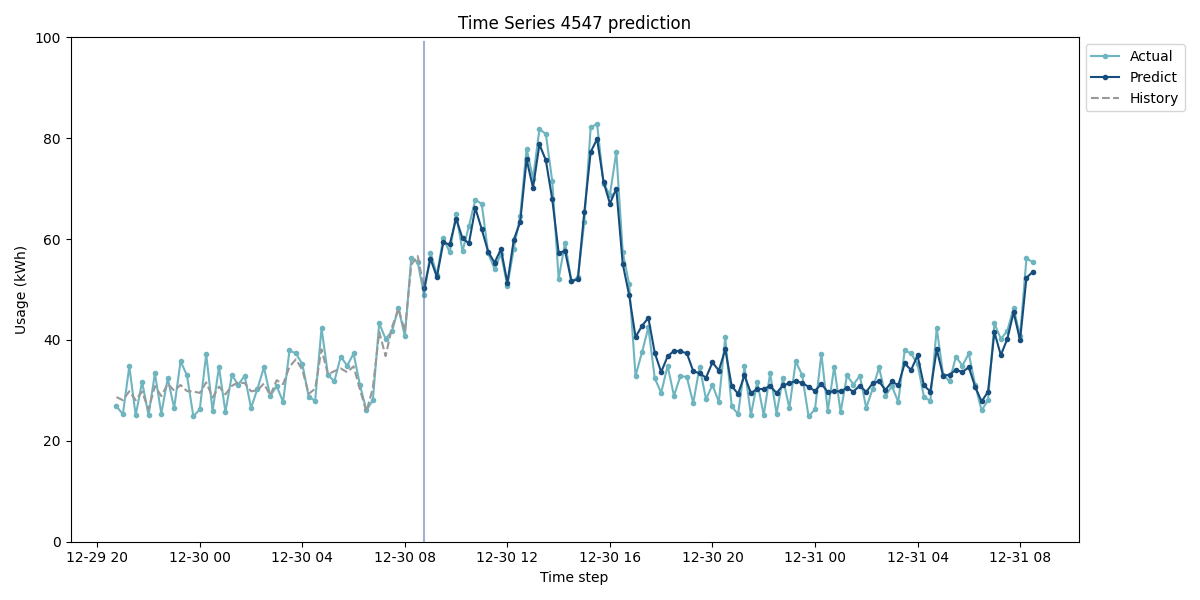 Time Series 4547 prediction
Usage (kWh)
100
80
60
40
20
0
12-29 20
12-30 00
12-30 04
12-30 08
12-30 12
12-30 16
12-30 20
12-31 00
12-31 04
12-31 08
Time step
Actual
Predict
History